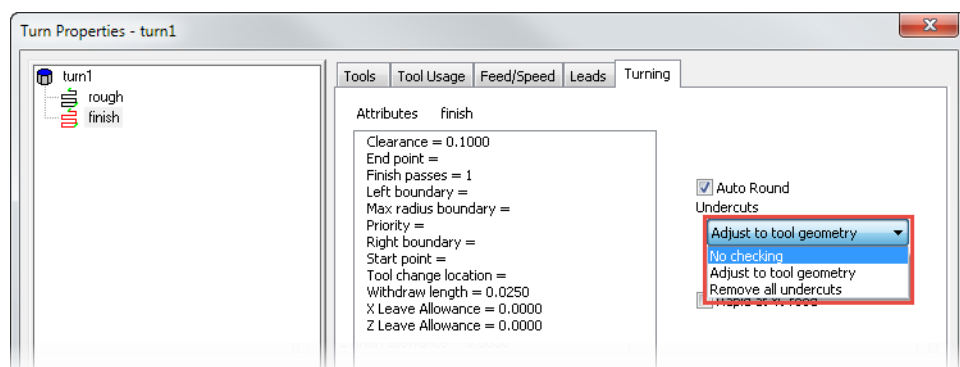 Turn Properties - turn1
turn1
rough
finish
Tools Tool Usage Feed/Speed Leads Turning
Attributes finish
Clearance = 0.1000
End point =
Finish passes = 1
Left boundary =
Max radius boundary =
Priority =
Right boundary =
Start point =
Tool change location =
Withdraw length = 0.0250
X Leave Allowance = 0.0000
Z Leave Allowance = 0.0000
Auto Round
Undercuts
Adjust to tool geometry
No checking
Adjust to tool geometry
Remove all undercuts